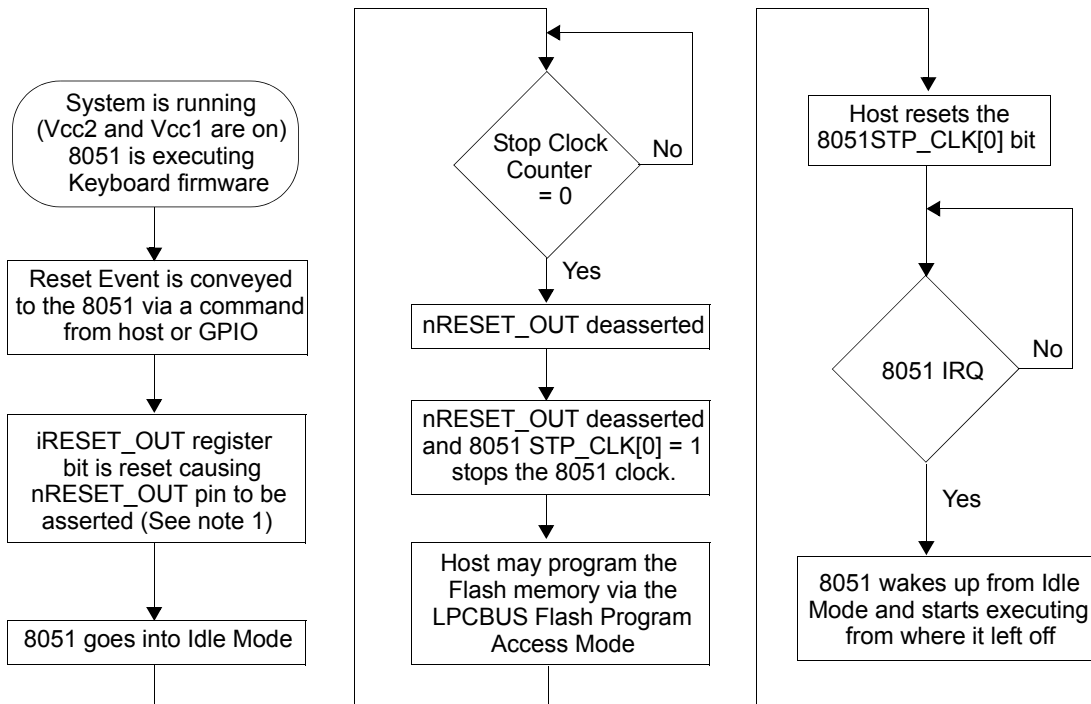 System is running
(Vcc2 and Vcc1 are on)
8051 is executing
Keyboard firmware
Reset Event is conveyed
to the 8051 via a command
from host or GPIO
iRESET_OUT register
bit is reset causing
nRESET_OUT pin to be
asserted (See note 1)
8051 goes into Idle Mode
Stop Clock
Counter
= 0
No
Yes
nRESET_OUT deasserted
nRESET_OUT deasserted
and 8051 STP_CLK[0] = 1
stops the 8051 clock.
Host may program the
Flash memory via the
LPCBUS Flash Program
Access Mode
Host resets the
8051STP_CLK[0] bit
8051 IRQ
No
Yes
8051 wakes up from Idle
Mode and starts executing
from where it left off